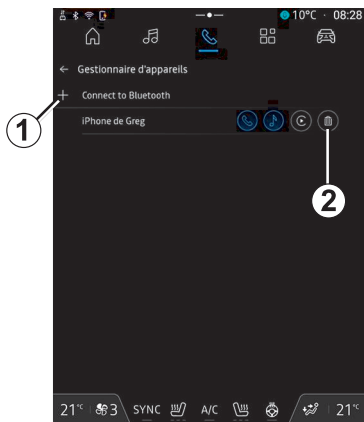 10°C · 08:28
← Gestionnaire d'appareils
+ Connect to Bluetooth
iPhone de Greg
1
2
21°C 3 SYNC A/C 21°C